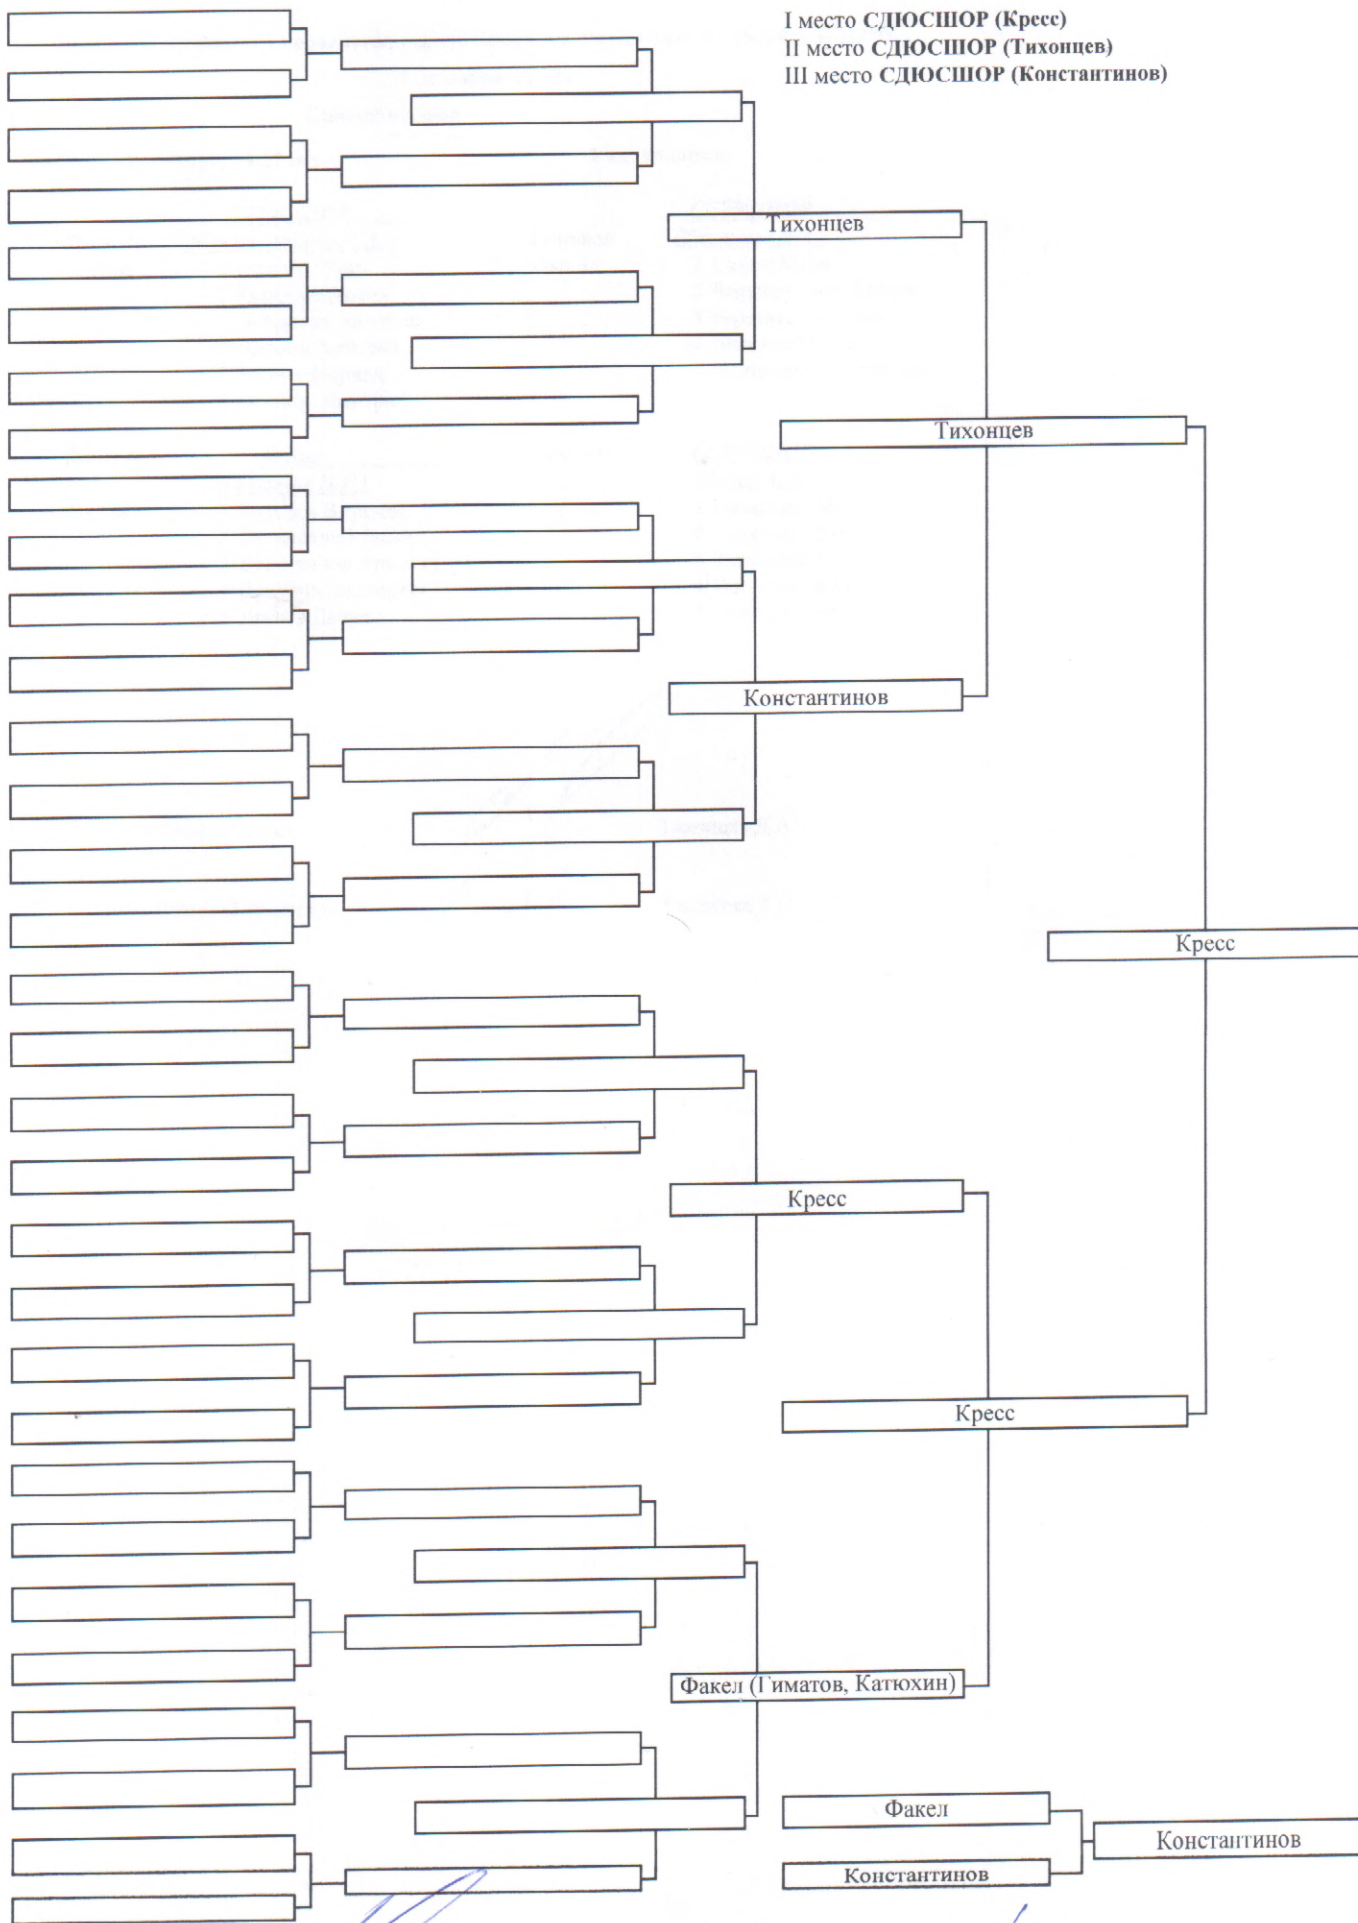 I место СДЮСШОР (Кресс)
II место СДЮСШОР (Тихонцев)
III место СДЮСШОР (Константинов)
Тихонцев
Тихонцев
Константинов
Кресс
Кресс
Кресс
Факел (Гиматов, Катюхин)
Факел
Константинов
Константинов